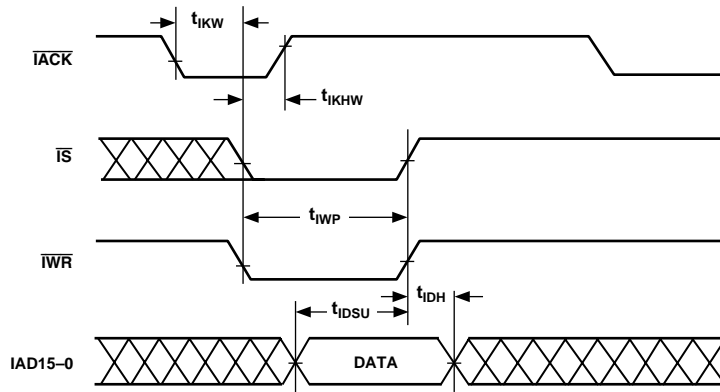 tIKW
IACK
tIKHW
IS
tIWP
IWR
tIDH
tIDSU
IAD15–0
DATA